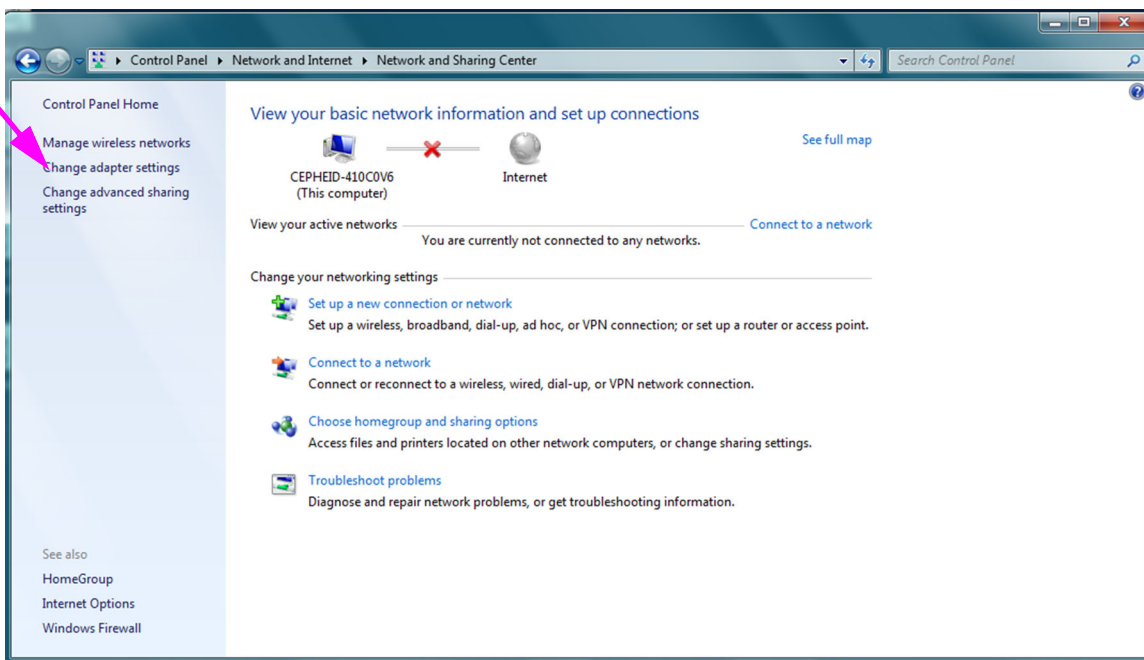 Control Panel ▸ Network and Internet ▸ Network and Sharing Center
Search Control Panel
Control Panel Home
Manage wireless networks
Change adapter settings
Change advanced sharing
settings
View your basic network information and set up connections
See full map
CEPHEID-410C0V6
(This computer)
Internet
View your active networks
Connect to a network
You are currently not connected to any networks.
Change your networking settings
Set up a new connection or network
Set up a wireless, broadband, dial-up, ad hoc, or VPN connection; or set up a router or access point.
Connect to a network
Connect or reconnect to a wireless, wired, dial-up, or VPN network connection.
Choose homegroup and sharing options
Access files and printers located on other network computers, or change sharing settings.
Troubleshoot problems
Diagnose and repair network problems, or get troubleshooting information.
See also
HomeGroup
Internet Options
Windows Firewall